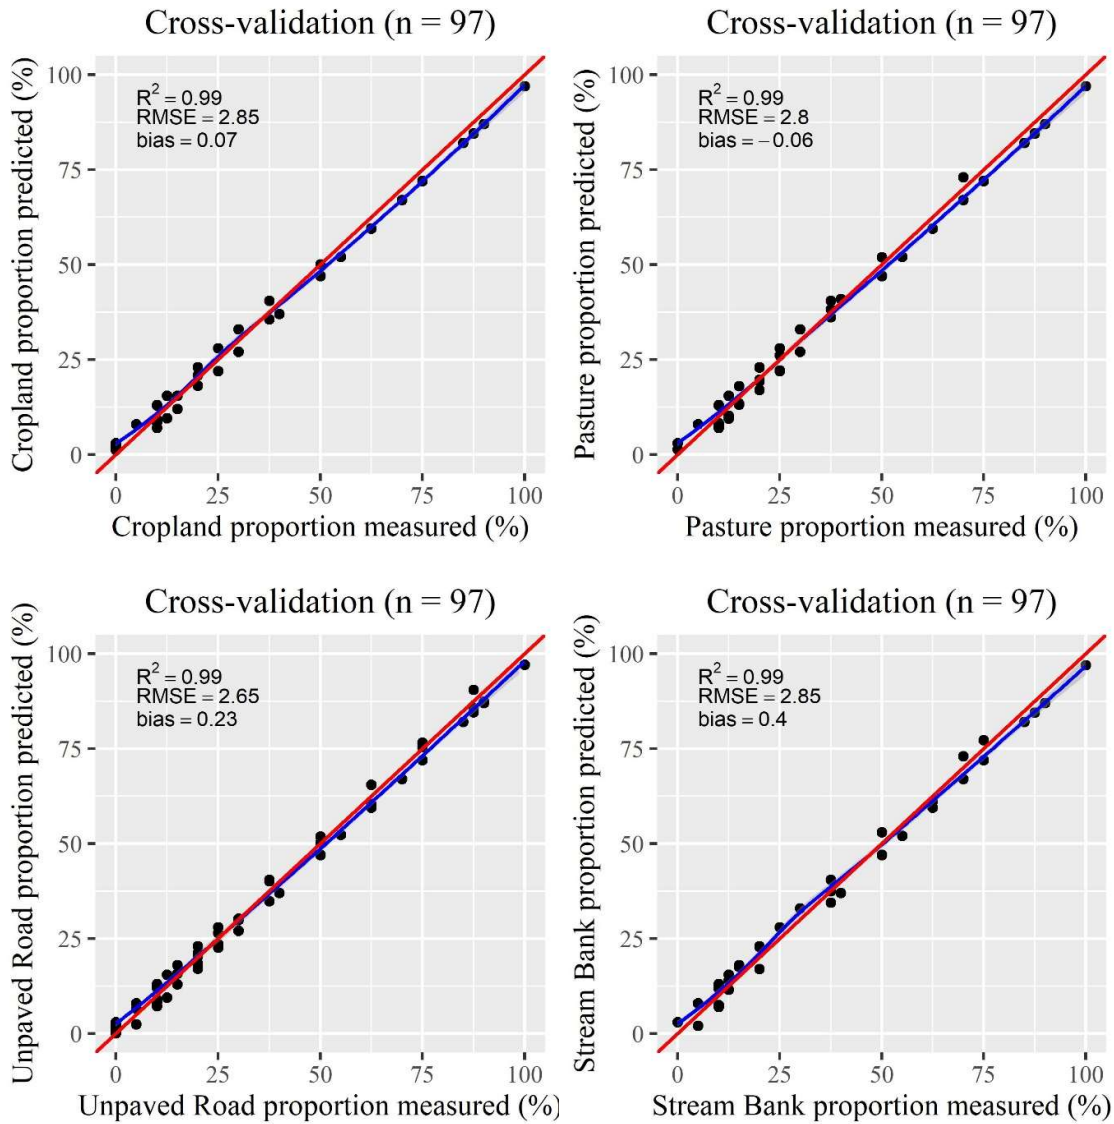 Cross-validation (n = 97)
R² = 0.99
RMSE = 2.85
bias = 0.07
100
75
50
25
0
0 25 50 75 100
Cropland proportion predicted (%)
Cropland proportion measured (%)
Cross-validation (n = 97)
R² = 0.99
RMSE = 2.8
bias = −0.06
100
75
50
25
0
0 25 50 75 100
Pasture proportion predicted (%)
Pasture proportion measured (%)
Cross-validation (n = 97)
R² = 0.99
RMSE = 2.65
bias = 0.23
100
75
50
25
0
0 25 50 75 100
Unpaved Road proportion predicted (%)
Unpaved Road proportion measured (%)
Cross-validation (n = 97)
R² = 0.99
RMSE = 2.85
bias = 0.4
100
75
50
25
0
0 25 50 75 100
Stream Bank proportion predicted (%)
Stream Bank proportion measured (%)